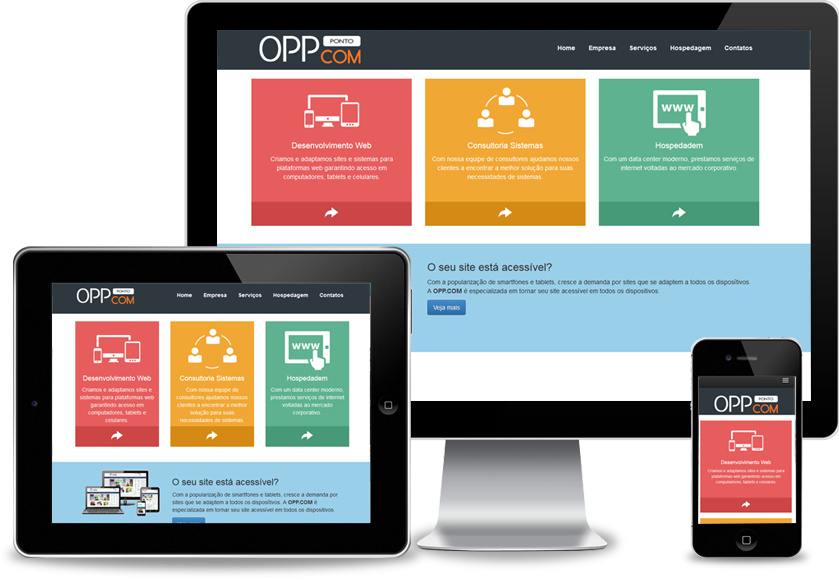 OPP PONTO COM
Home Empresa Serviços Hospedagem Contatos
Desenvolvimento Web
Criamos e adaptamos sites e sistemas para
plataformas web garantindo acesso em
computadores, tablets e celulares.
Consultoria Sistemas
Com nossa equipe de consultores ajudamos nossos
clientes a encontrar a melhor solução para suas
necessidades de sistemas.
WWW
Hospedadem
Com um data center moderno, prestamos serviços de
internet voltadas ao mercado corporativo.
O seu site está acessível?
Com a popularização de smartfones e tablets, cresce a demanda por sites que se adaptem a todos os disposítivos.
A OPP.COM é especializada em tornar seu site acessível em todos os dispositivos.
Veja mais
OPP PONTO COM
Home Empresa Serviços Hospedagem Contatos
Desenvolvimento Web
Criamos e adaptamos sites e
sistemas para plataformas web
garantindo acesso em
computadores, tablets e
celulares.
Consultoria Sistemas
Com nossa equipe de
consultores ajudamos nossos
clientes a encontrar a melhor
solução para suas
necessidades de sistemas
WWW
Hospedadem
Com um data center moderno,
prestamos serviços de internet
voltadas ao mercado
corporativo.
O seu site está acessível?
Com a popularização de smartfones e tablets, cresce a demanda por
sites que se adaptem a todos os disposítivos. A OPP.COM é
especializada em tornar seu site acessível em todos os dispositivos.
OPP PONTO COM
Desenvolvimento Web
Criamos e adaptamos sites e sistemas para
plataformas web garantindo acesso em
computadores, tablets e celulares.